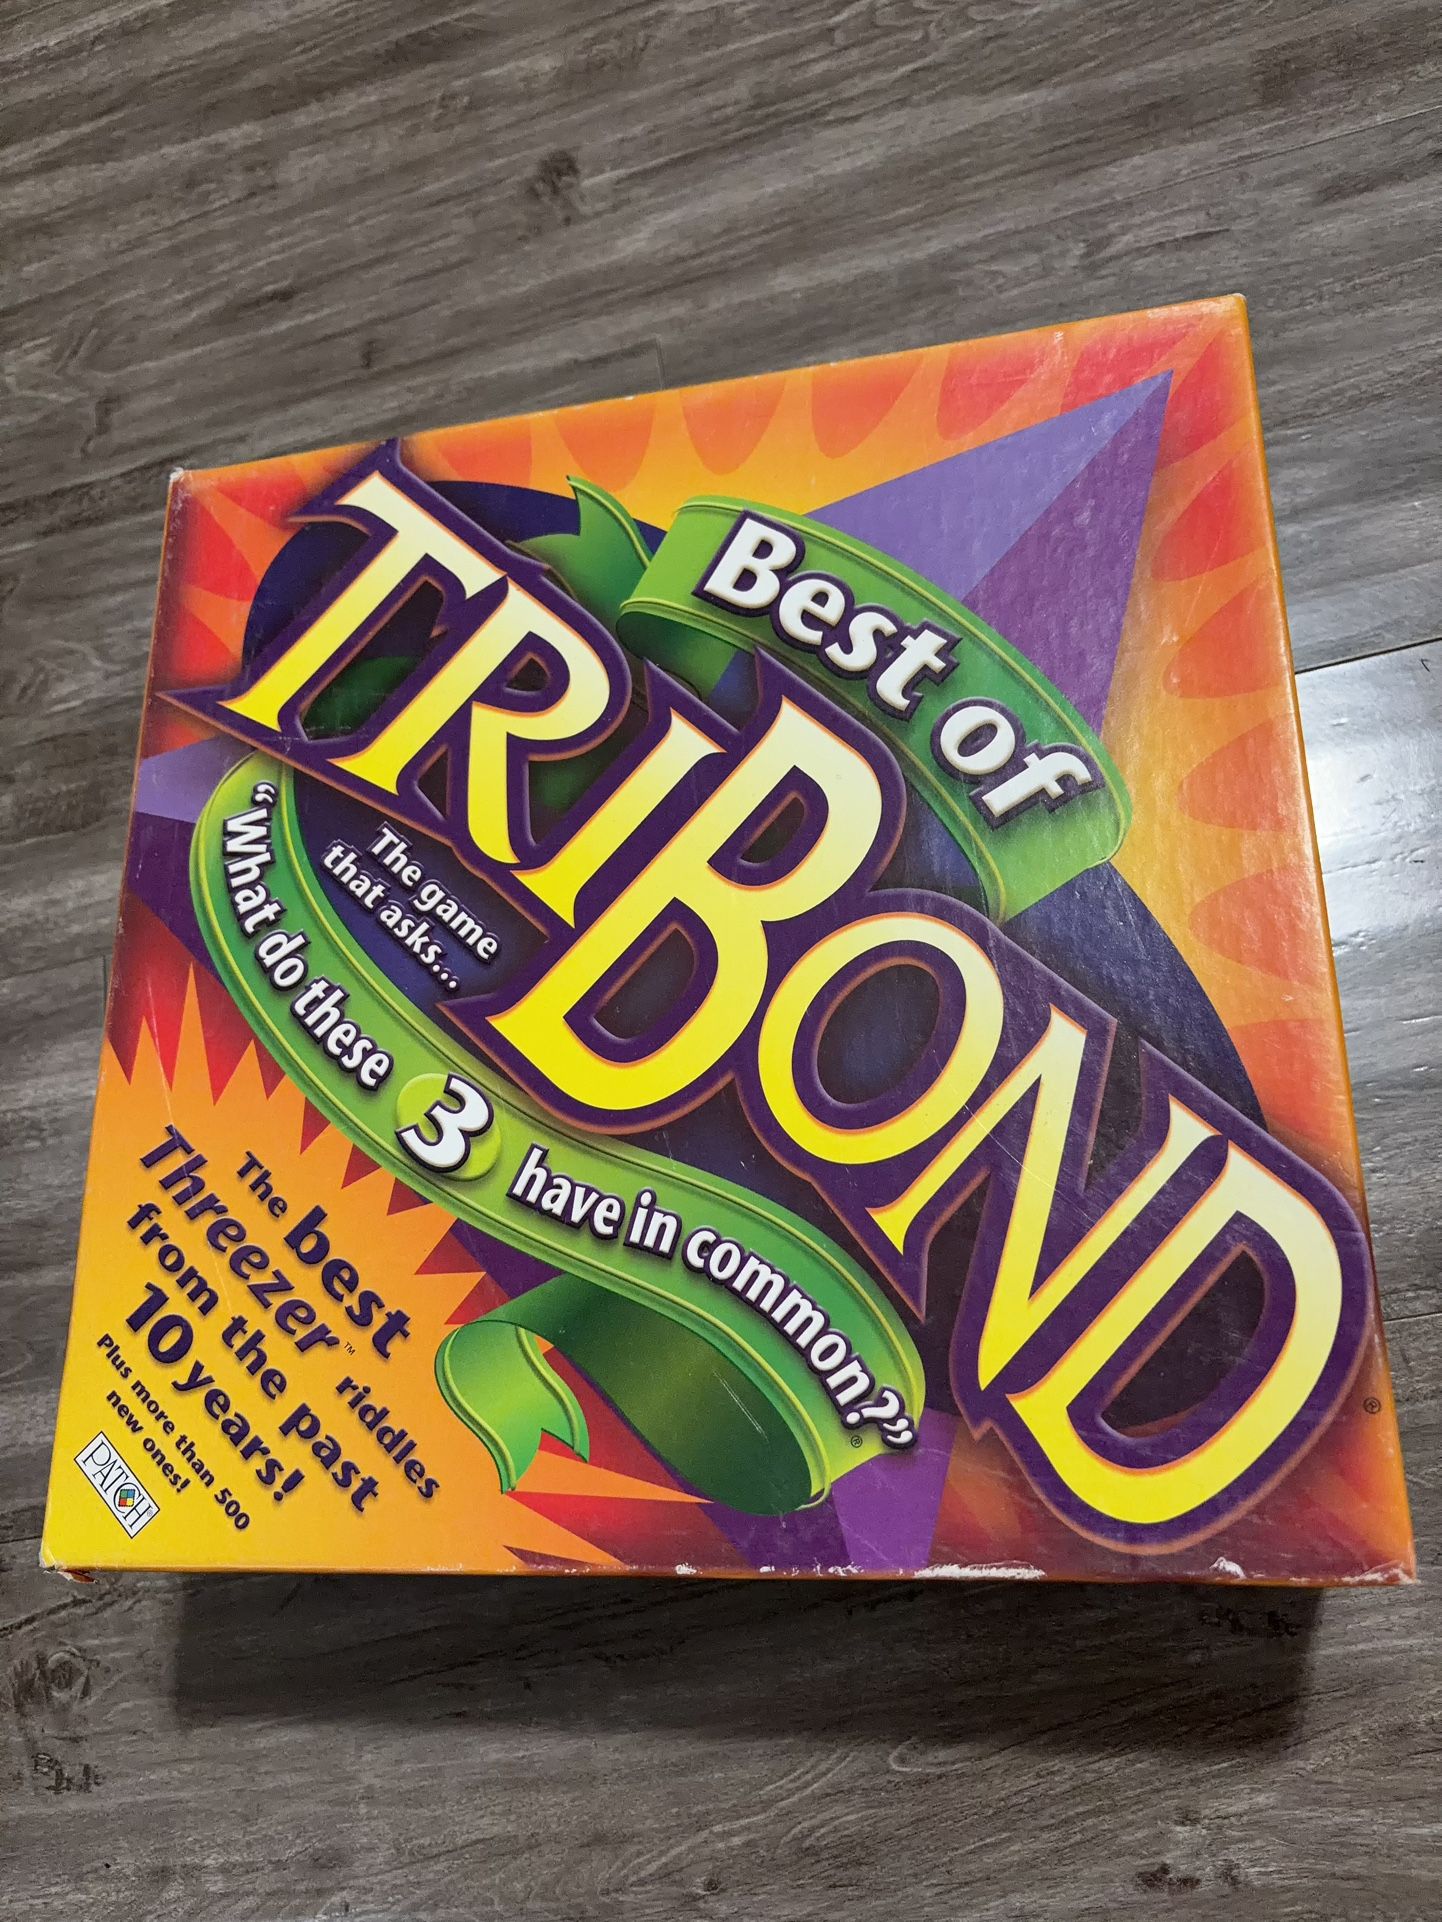 Best of
TRIBOND
®
The game
that asks...
"What do these 3 have in common?"®
The best
Threezer™ riddles
from the past
10 years!
Plus more than 500
new ones!
PATCH®